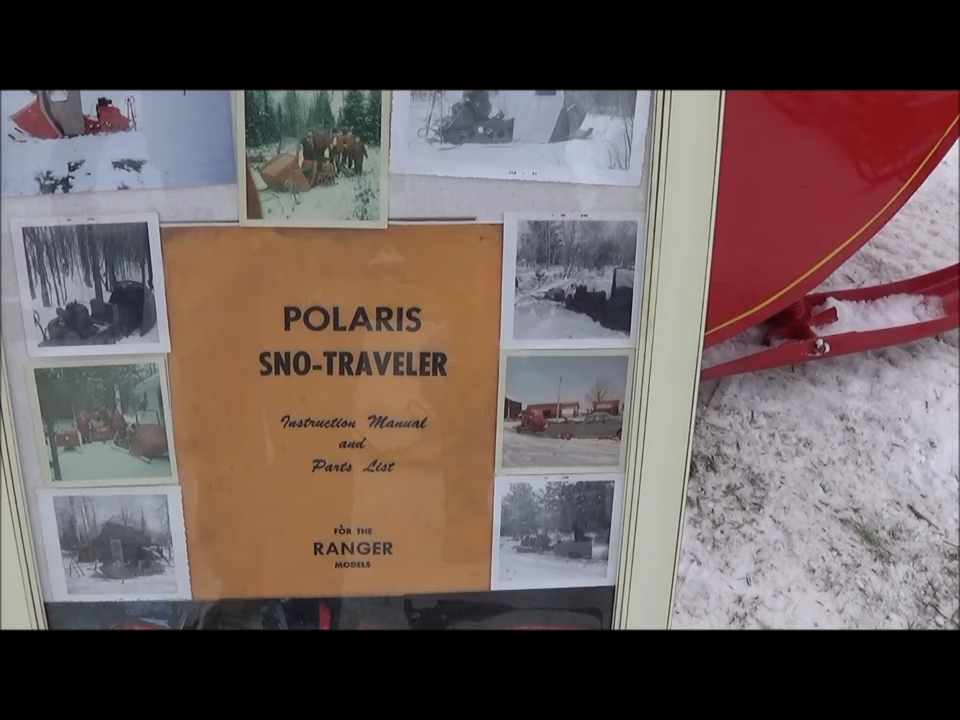 POLARIS
SNO-TRAVELER
Instruction Manual
and
Parts List
FOR THE
RANGER
MODELS